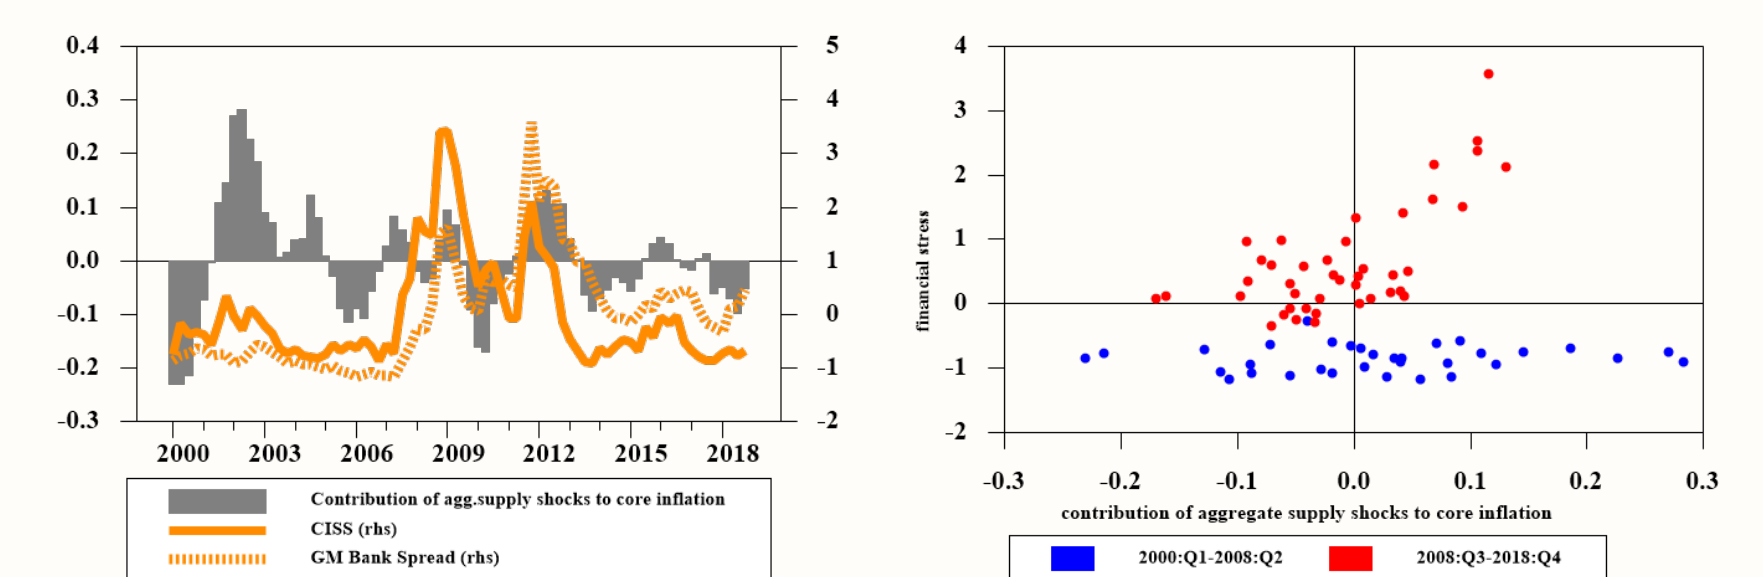 0.4
0.3
0.2
0.1
0.0
-0.1
-0.2
-0.3
5
4
3
2
1
0
-1
-2
2000 2003 2006 2009 2012 2015 2018
Contribution of agg.supply shocks to core inflation
CISS (rhs)
GM Bank Spread (rhs)
financial stress
4
3
2
1
0
-1
-2
-0.3 -0.2 -0.1 0.0 0.1 0.2 0.3
contribution of aggregate supply shocks to core inflation
2000:Q1-2008:Q2 2008:Q3-2018:Q4